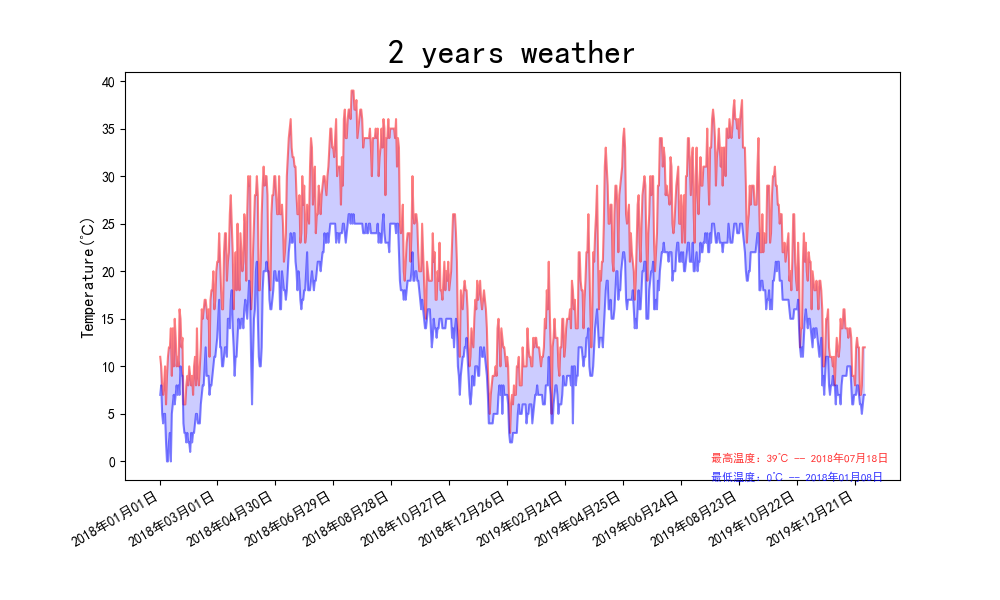 2 years weather
Temperature(℃)
40
35
30
25
20
15
10
5
0
最高温度：39℃ -- 2018年07月18日
最低温度：0℃ -- 2018年01月08日
2018年01月01日
2018年03月01日
2018年04月30日
2018年06月29日
2018年08月28日
2018年10月27日
2018年12月26日
2019年02月24日
2019年04月25日
2019年06月24日
2019年08月23日
2019年10月22日
2019年12月21日